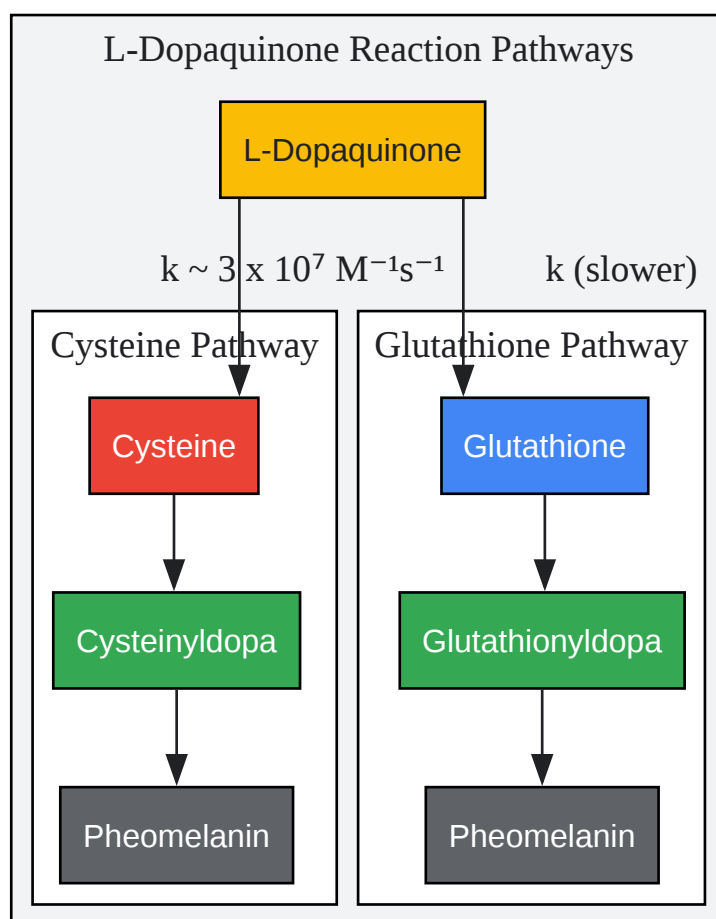 L-Dopaquinone Reaction Pathways
L-Dopaquinone
k ~ 3 x 10⁷ M⁻¹s⁻¹
k (slower)
Cysteine Pathway
Glutathione Pathway
Cysteine
Glutathione
Cysteinyldopa
Glutathionyldopa
Pheomelanin
Pheomelanin